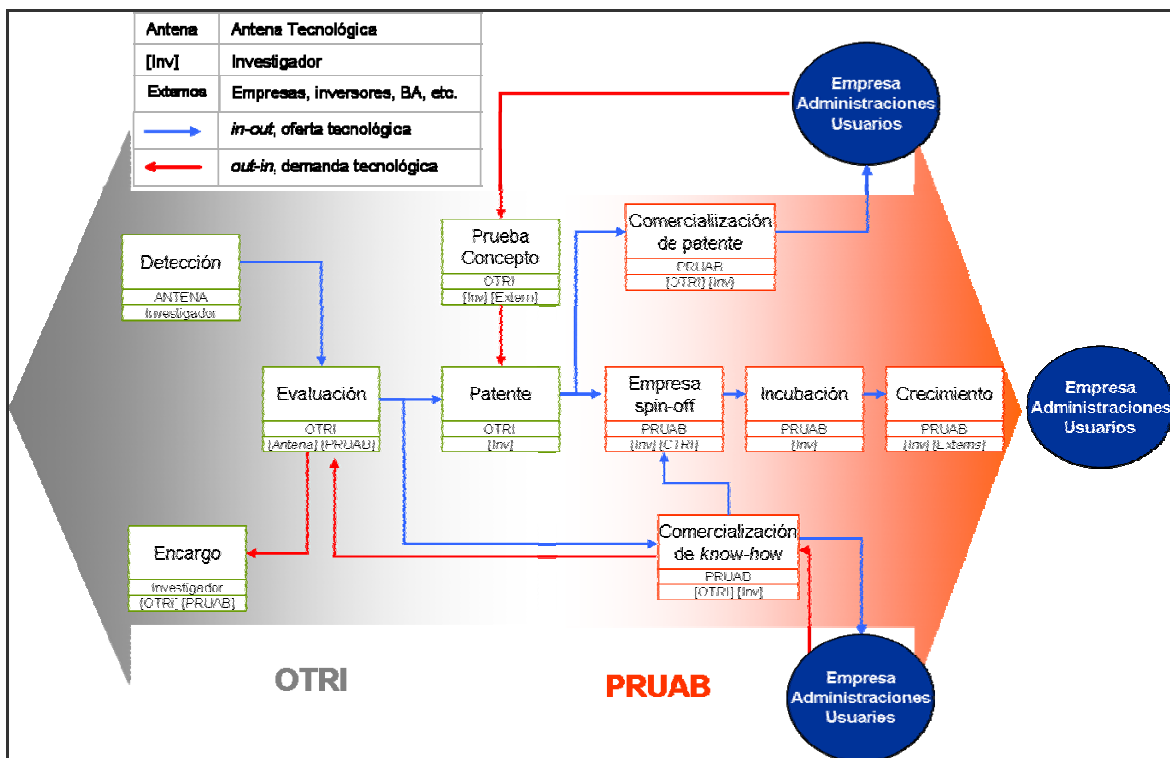 Antena Antena Tecnológica
[Inv] Investigador
Externos Empresas, inversores, BA, etc.
in-out, oferta tecnológica
out-in, demanda tecnológica
Empresa
Administraciones
Usuarios
Detección
ANTENA
Investigador
Prueba
Concepto
OTRI
[Inv] [Extern]
Comercialización
de patente
PRUAB
[OTRI] [Inv]
Evaluación
OTRI
[Antena] [PRUAB]
Patente
OTRI
[Inv]
Empresa
spin-off
PRUAB
[Inv] [OTRI]
Incubación
PRUAB
[Inv]
Crecimiento
PRUAB
[Inv] [Externs]
Empresa
Administraciones
Usuarios
Encargo
Investigador
[OTRI] [PRUAB]
Comercialización
de know-how
PRUAB
[OTRI] [Inv]
Empresa
Administraciones
Usuarios
OTRI
PRUAB